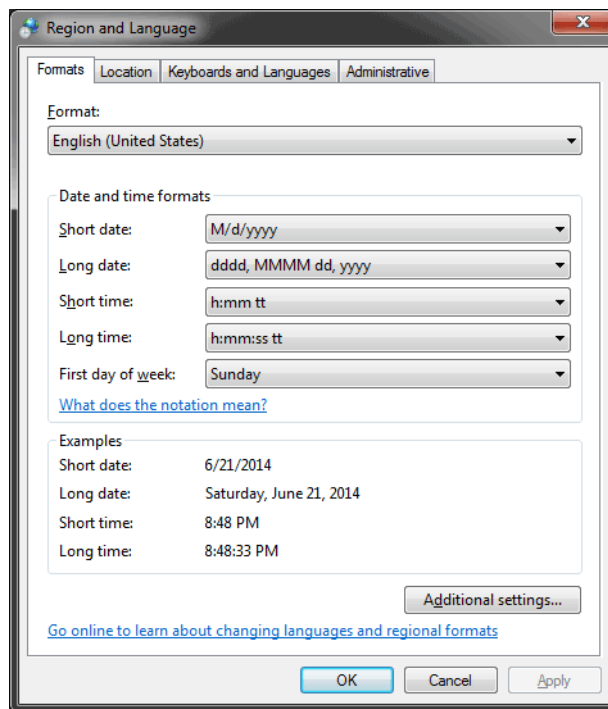 Region and Language
Formats Location Keyboards and Languages Administrative
Format:
English (United States)
Date and time formats
Short date: M/d/yyyy
Long date: dddd, MMMM dd, yyyy
Short time: h:mm tt
Long time: h:mm:ss tt
First day of week: Sunday
What does the notation mean?
Examples
Short date: 6/21/2014
Long date: Saturday, June 21, 2014
Short time: 8:48 PM
Long time: 8:48:33 PM
Additional settings...
Go online to learn about changing languages and regional formats
OK Cancel Apply